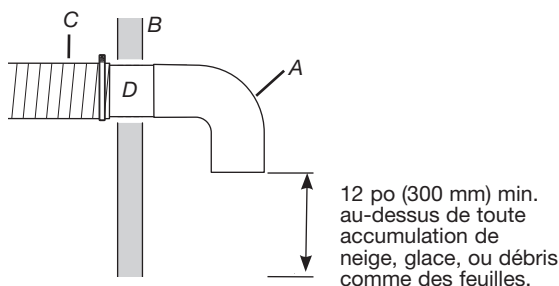 C
B
A
D
12 po (300 mm) min.
au-dessus de toute
accumulation de
neige, glace, ou débris
comme des feuilles.